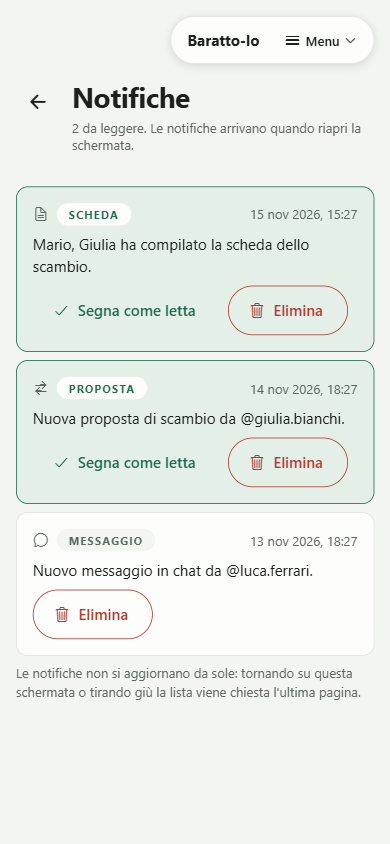 Baratto-lo
Menu
Notifiche
2 da leggere. Le notifiche arrivano quando riapri la
schermata.
SCHEDA
15 nov 2026, 15:27
Mario, Giulia ha compilato la scheda dello
scambio.
Segna come letta
Elimina
PROPOSTA
14 nov 2026, 18:27
Nuova proposta di scambio da @giulia.bianchi.
Segna come letta
Elimina
MESSAGGIO
13 nov 2026, 18:27
Nuovo messaggio in chat da @luca.ferrari.
Elimina
Le notifiche non si aggiornano da sole: tornando su questa
schermata o tirando giù la lista viene chiesta l'ultima pagina.